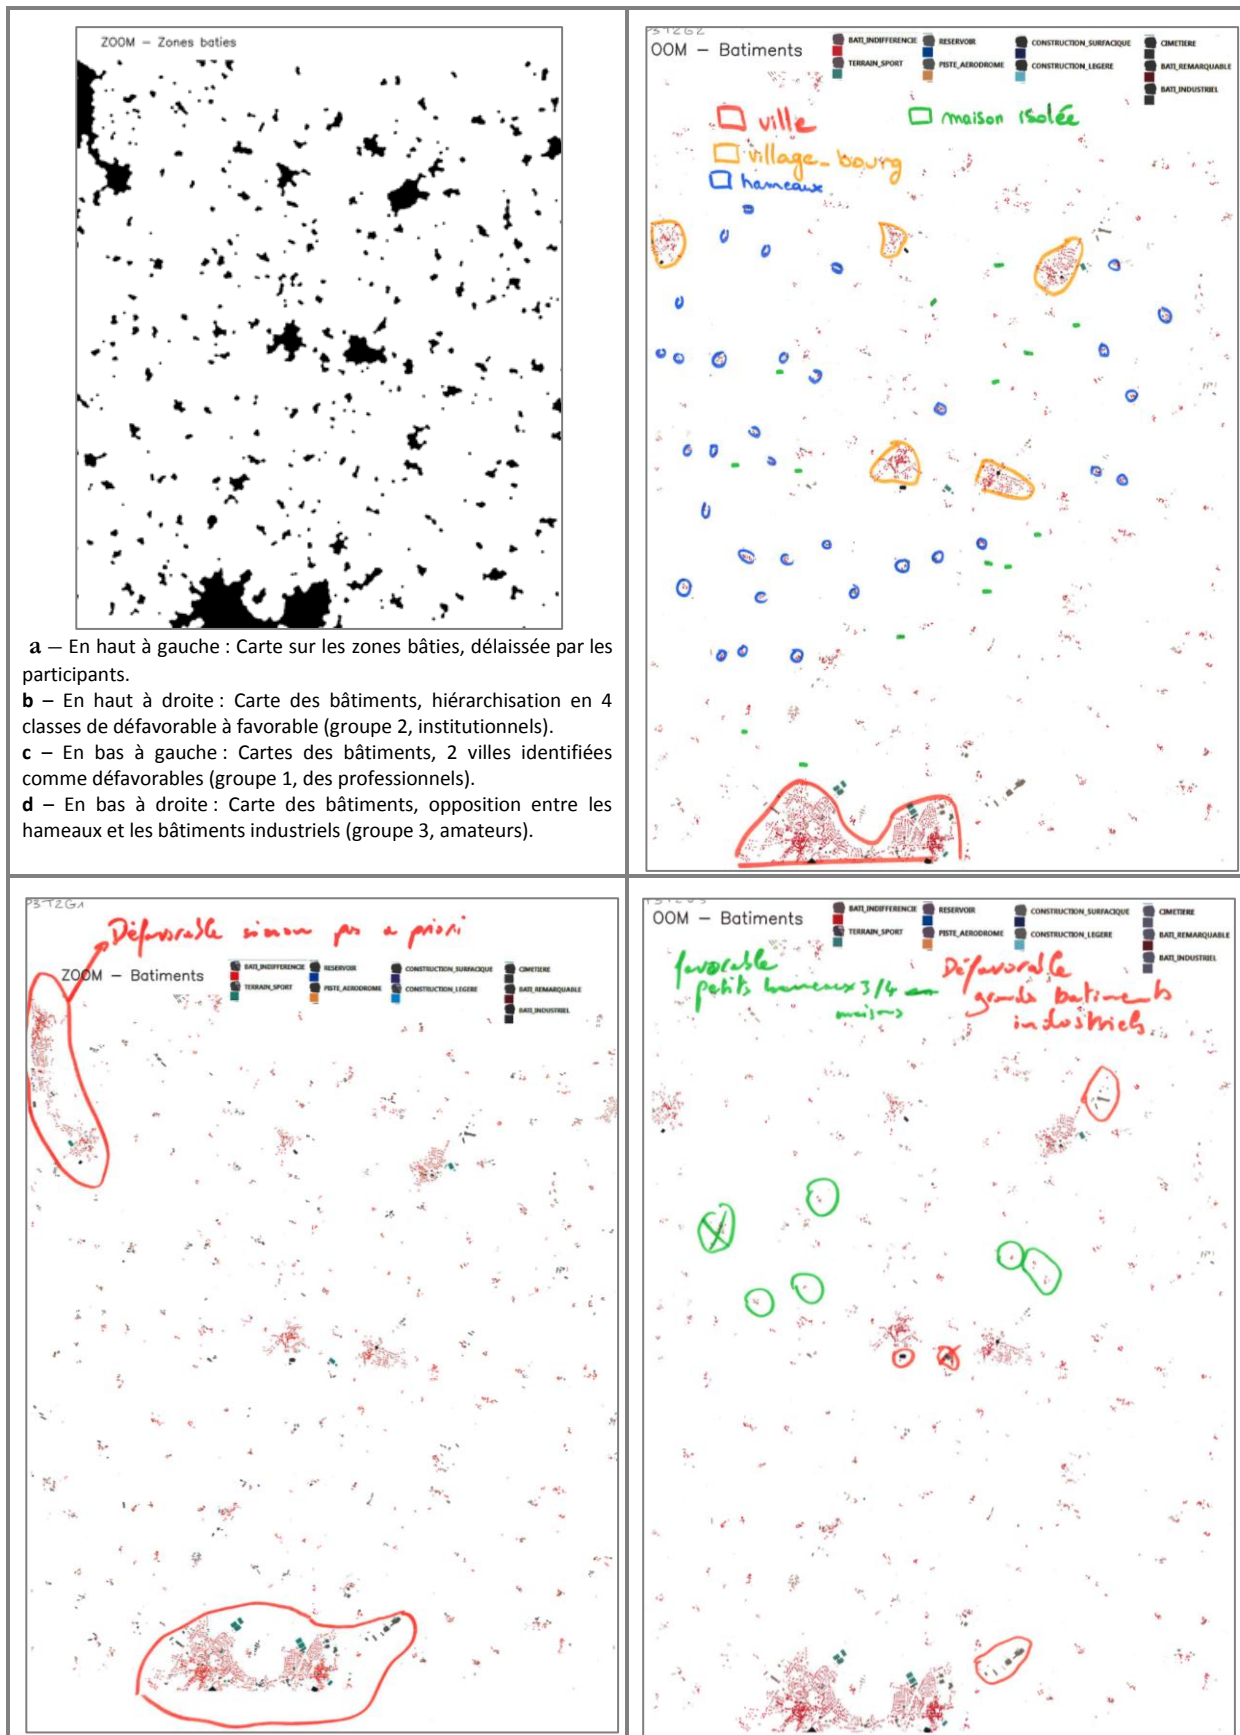 ZOOM – Zones baties
a – En haut à gauche : Carte sur les zones bâties, délaissée par les
participants.
b – En haut à droite : Carte des bâtiments, hiérarchisation en 4
classes de défavorable à favorable (groupe 2, institutionnels).
c – En bas à gauche : Cartes des bâtiments, 2 villes identifiées
comme défavorables (groupe 1, des professionnels).
d – En bas à droite : Carte des bâtiments, opposition entre les
hameaux et les bâtiments industriels (groupe 3, amateurs).
P3T2G2
OOM – Batiments
BATI_INDIFFERENCIE RESERVOIR CONSTRUCTION_SURFACIQUE CIMETIERE
TERRAIN_SPORT PISTE_AERODROME CONSTRUCTION_LEGERE BATI_REMARQUABLE
BATI_INDUSTRIEL
ville maison isolée
village_bourg
hameaux
P3T2G1
Défavorable sinon pas a priori
ZOOM – Batiments
BATI_INDIFFERENCIE RESERVOIR CONSTRUCTION_SURFACIQUE CIMETIERE
TERRAIN_SPORT PISTE_AERODROME CONSTRUCTION_LEGERE BATI_REMARQUABLE
BATI_INDUSTRIEL
OOM – Batiments
BATI_INDIFFERENCIE RESERVOIR CONSTRUCTION_SURFACIQUE CIMETIERE
TERRAIN_SPORT PISTE_AERODROME CONSTRUCTION_LEGERE BATI_REMARQUABLE
BATI_INDUSTRIEL
favorable
petits hameaux 3/4
maisons
Défavorable
grands batiments
industriels